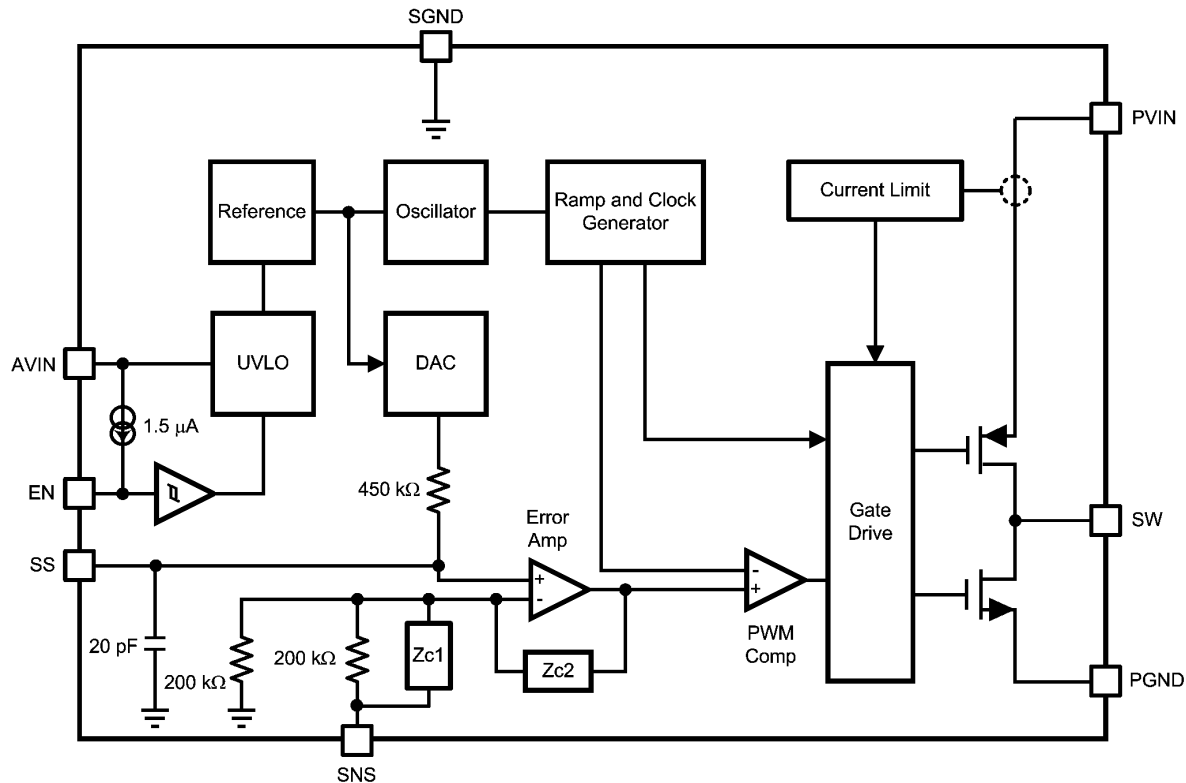 SGND
PVIN
Reference
Oscillator
Ramp and Clock
Generator
Current Limit
AVIN
UVLO
DAC
1.5 μA
EN
450 kΩ
Error
Amp
Gate
Drive
SW
SS
+
-
-
+
20 pF
200 kΩ
200 kΩ
Zc1
Zc2
PWM
Comp
PGND
SNS